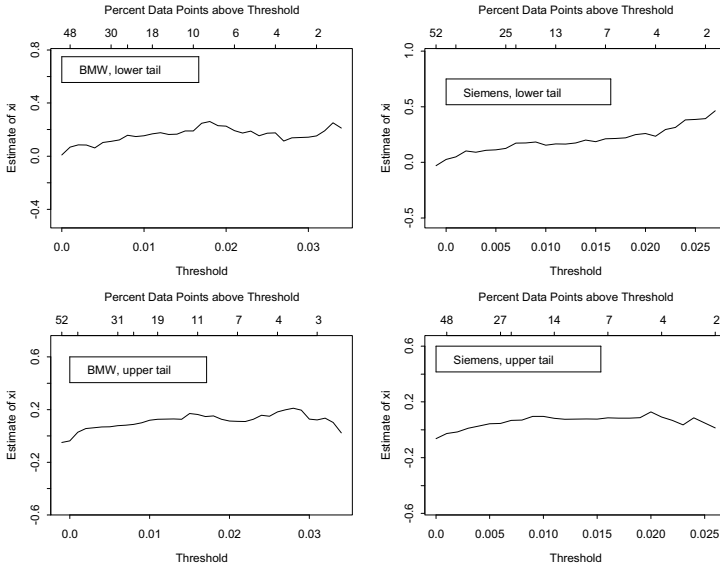 Percent Data Points above Threshold
48 30 18 10 6 4 2
BMW, lower tail
Estimate of xi
0.8
0.4
0.0
-0.4
0.0 0.01 0.02 0.03
Threshold
Percent Data Points above Threshold
52 25 13 7 4 2
Siemens, lower tail
Estimate of xi
1.0
0.5
0.0
-0.5
0.0 0.005 0.010 0.015 0.020 0.025
Threshold
Percent Data Points above Threshold
52 31 19 11 7 4 3
BMW, upper tail
Estimate of xi
0.6
0.2
-0.2
-0.6
0.0 0.01 0.02 0.03
Threshold
Percent Data Points above Threshold
48 27 14 7 4 2
Siemens, upper tail
Estimate of xi
0.6
0.2
-0.2
-0.6
0.0 0.005 0.010 0.015 0.020 0.025
Threshold